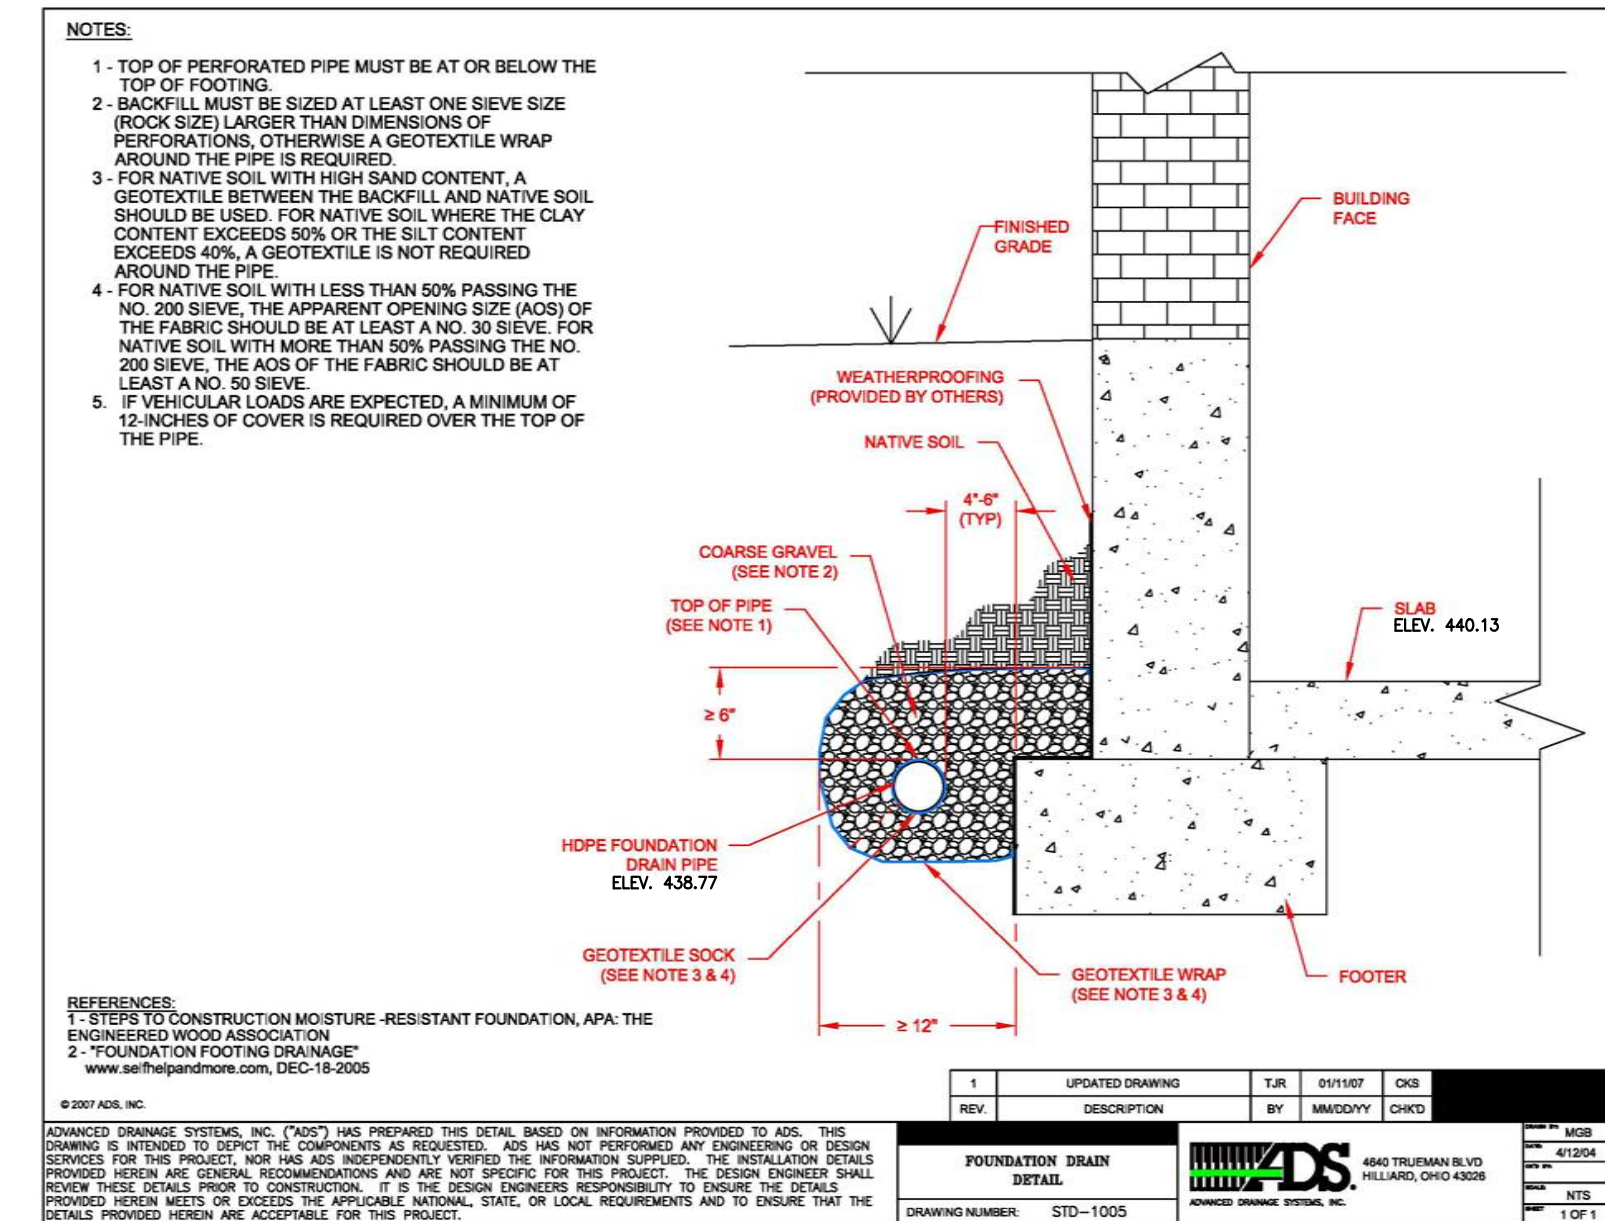 NOTES:
1 - TOP OF PERFORATED PIPE MUST BE AT OR BELOW THE
TOP OF FOOTING.
2 - BACKFILL MUST BE SIZED AT LEAST ONE SIEVE SIZE
(ROCK SIZE) LARGER THAN DIMENSIONS OF
PERFORATIONS, OTHERWISE A GEOTEXTILE WRAP
AROUND THE PIPE IS REQUIRED.
3 - FOR NATIVE SOIL WITH HIGH SAND CONTENT, A
GEOTEXTILE BETWEEN THE BACKFILL AND NATIVE SOIL
SHOULD BE USED. FOR NATIVE SOIL WHERE THE CLAY
CONTENT EXCEEDS 50% OR THE SILT CONTENT
EXCEEDS 40%, A GEOTEXTILE IS NOT REQUIRED
AROUND THE PIPE.
4 - FOR NATIVE SOIL WITH LESS THAN 50% PASSING THE
NO. 200 SIEVE, THE APPARENT OPENING SIZE (AOS) OF
THE FABRIC SHOULD BE AT LEAST A NO. 30 SIEVE. FOR
NATIVE SOIL WITH MORE THAN 50% PASSING THE NO.
200 SIEVE, THE AOS OF THE FABRIC SHOULD BE AT
LEAST A NO. 50 SIEVE.
5. IF VEHICULAR LOADS ARE EXPECTED, A MINIMUM OF
12-INCHES OF COVER IS REQUIRED OVER THE TOP OF
THE PIPE.
BUILDING
FACE
FINISHED
GRADE
WEATHERPROOFING
(PROVIDED BY OTHERS)
NATIVE SOIL
4"-6"
(TYP)
COARSE GRAVEL
(SEE NOTE 2)
TOP OF PIPE
(SEE NOTE 1)
SLAB
ELEV. 440.13
≥ 6"
HDPE FOUNDATION
DRAIN PIPE
ELEV. 438.77
GEOTEXTILE SOCK
(SEE NOTE 3 & 4)
GEOTEXTILE WRAP
(SEE NOTE 3 & 4)
FOOTER
≥ 12"
REFERENCES:
1 - STEPS TO CONSTRUCTION MOISTURE -RESISTANT FOUNDATION, APA: THE
ENGINEERED WOOD ASSOCIATION
2 - "FOUNDATION FOOTING DRAINAGE"
www.selfhelpandmore.com, DEC-18-2005
© 2007 ADS, INC.
1 UPDATED DRAWING TJR 01/11/07 CKS
REV. DESCRIPTION BY MM/DD/YY CHK'D
ADVANCED DRAINAGE SYSTEMS, INC. ("ADS") HAS PREPARED THIS DETAIL BASED ON INFORMATION PROVIDED TO ADS. THIS
DRAWING IS INTENDED TO DEPICT THE COMPONENTS AS REQUESTED. ADS HAS NOT PERFORMED ANY ENGINEERING OR DESIGN
SERVICES FOR THIS PROJECT, NOR HAS ADS INDEPENDENTLY VERIFIED THE INFORMATION SUPPLIED. THE INSTALLATION DETAILS
PROVIDED HEREIN ARE GENERAL RECOMMENDATIONS AND ARE NOT SPECIFIC FOR THIS PROJECT. THE DESIGN ENGINEER SHALL
REVIEW THESE DETAILS PRIOR TO CONSTRUCTION. IT IS THE DESIGN ENGINEERS RESPONSIBILITY TO ENSURE THE DETAILS
PROVIDED HEREIN MEETS OR EXCEEDS THE APPLICABLE NATIONAL, STATE, OR LOCAL REQUIREMENTS AND TO ENSURE THAT THE
DETAILS PROVIDED HEREIN ARE ACCEPTABLE FOR THIS PROJECT.
FOUNDATION DRAIN
DETAIL
DRAWING NUMBER: STD-1005
ADS.
ADVANCED DRAINAGE SYSTEMS, INC.
4640 TRUEMAN BLVD
HILLIARD, OHIO 43026
MGB
4/12/04
NTS
1 OF 1